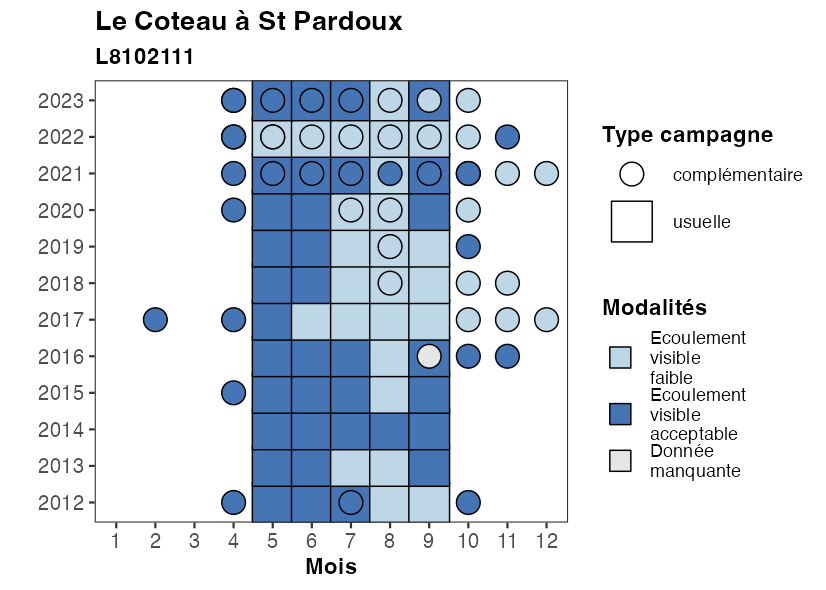 Le Coteau à St Pardoux
L8102111
2023
2022
2021
2020
2019
2018
2017
2016
2015
2014
2013
2012
1 2 3 4 5 6 7 8 9 10 11 12
Mois
Type campagne
complémentaire
usuelle
Modalités
Ecoulement
visible
faible
Ecoulement
visible
acceptable
Donnée
manquante